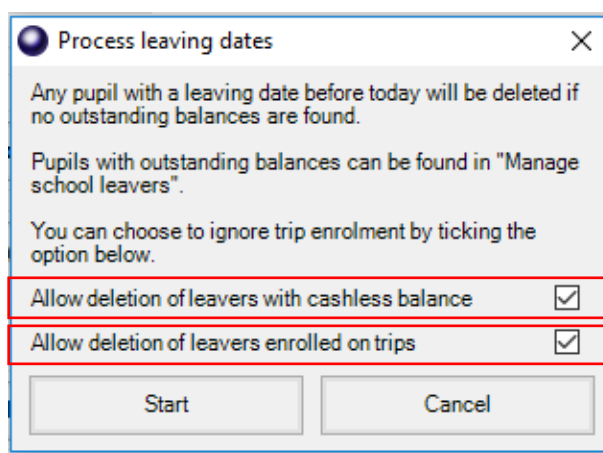 Process leaving dates
Any pupil with a leaving date before today will be deleted if
no outstanding balances are found.
Pupils with outstanding balances can be found in "Manage
school leavers".
You can choose to ignore trip enrolment by ticking the
option below.
Allow deletion of leavers with cashless balance
Allow deletion of leavers enrolled on trips
Start
Cancel